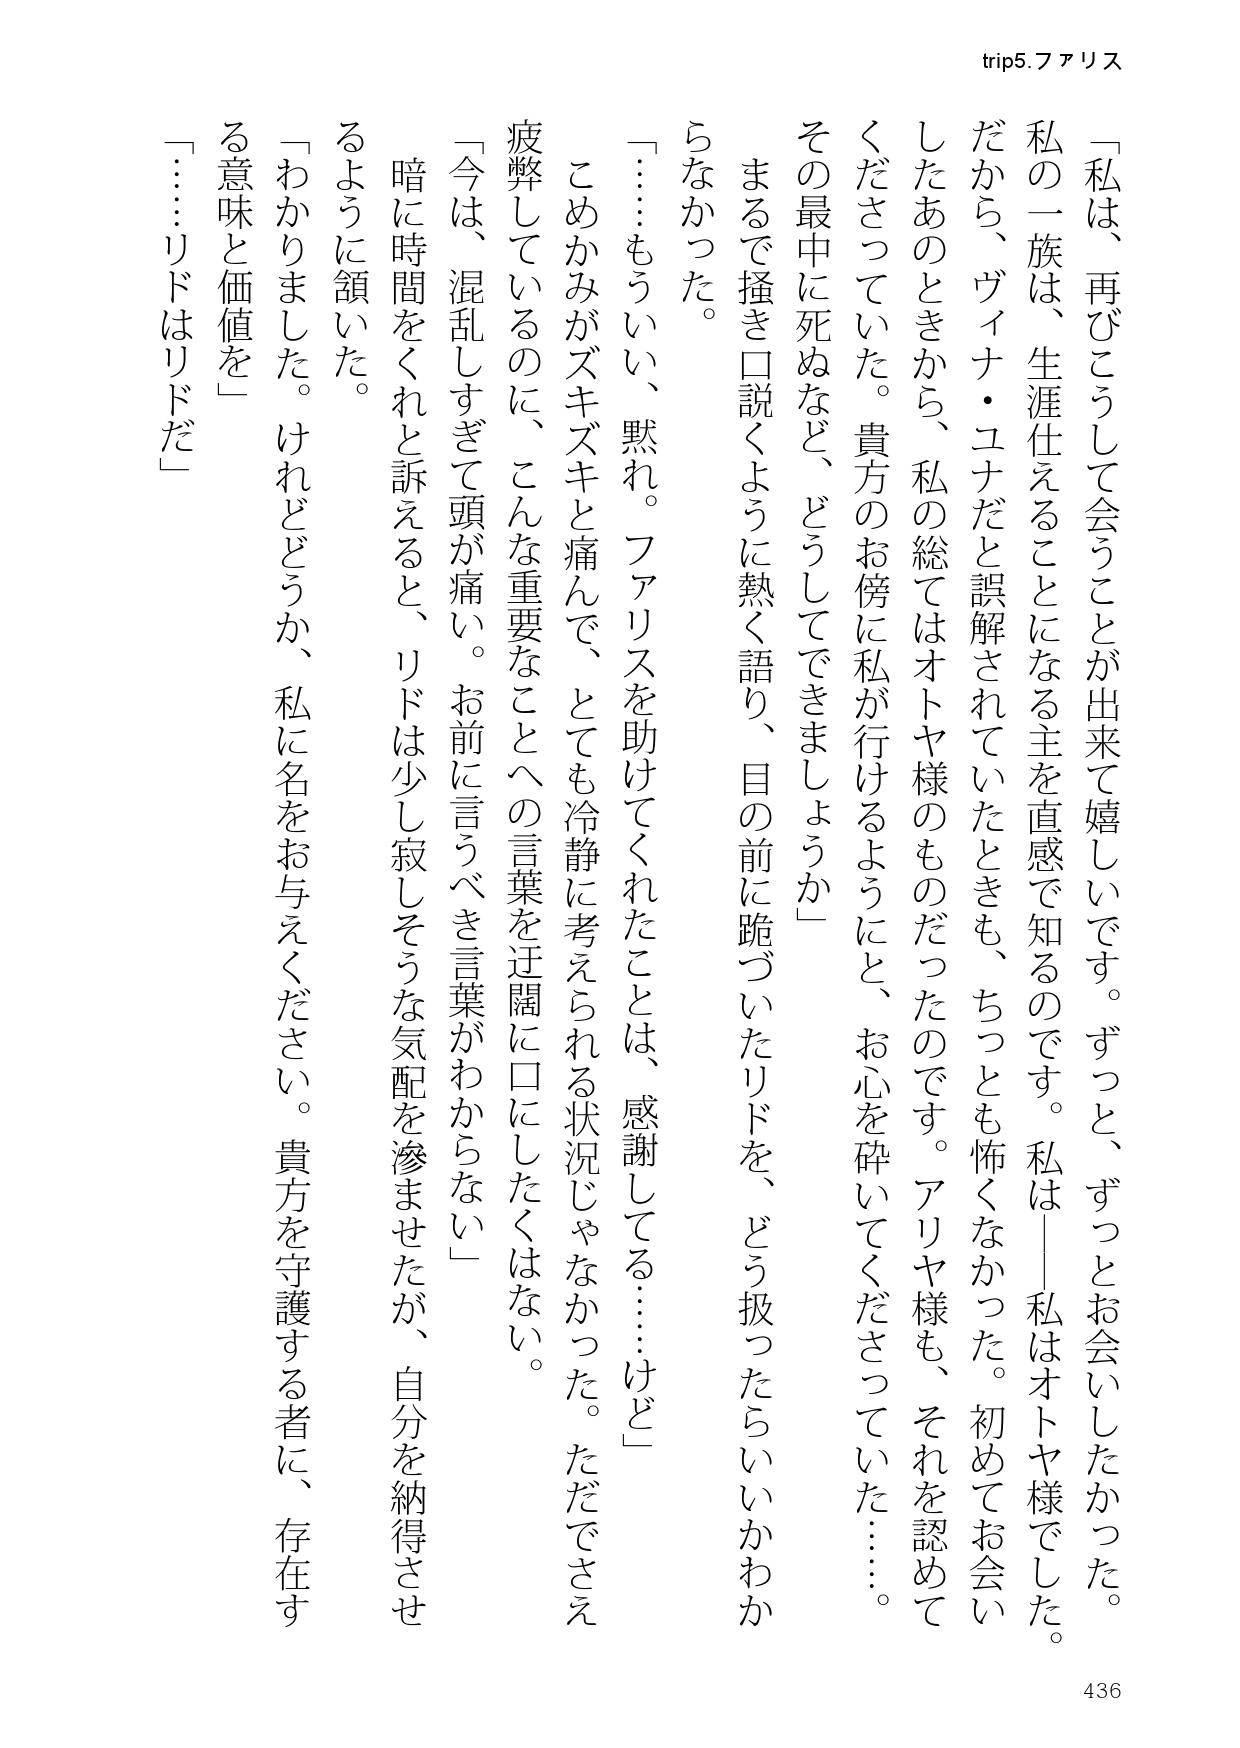 trip5.ファリス
「私は、再びこうして会うことが出来て嬉しいです。ずっと、ずっとお会いしたかった。
私の一族は、生涯仕えることになる主を直感で知るのです。私は――私はオトヤ様でした。
だから、ヴィナ・ユナだと誤解されていたときも、ちっとも怖くなかった。初めてお会い
したあのときから、私の総てはオトヤ様のものだったのです。アリヤ様も、それを認めて
くださっていた。貴方のお傍に私が行けるようにと、お心を砕いてくださっていた……。
その最中に死ぬなど、どうしてできましょうか」
まるで掻き口説くように熱く語り、目の前に跪づいたリドを、どう扱ったらいいかわか
らなかった。
「……もういい、黙れ。ファリスを助けてくれたことは、感謝してる……けど」
こめかみがズキズキと痛んで、とても冷静に考えられる状況じゃなかった。ただでさえ
疲弊しているのに、こんな重要なことへの言葉を迂闊に口にしたくはない。
「今は、混乱しすぎて頭が痛い。お前に言うべき言葉がわからない」
暗に時間をくれと訴えると、リドは少し寂しそうな気配を滲ませたが、自分を納得させ
るように頷いた。
「わかりました。けれどどうか、私に名をお与えください。貴方を守護する者に、存在す
る意味と価値を」
「……リドはリドだ」
436